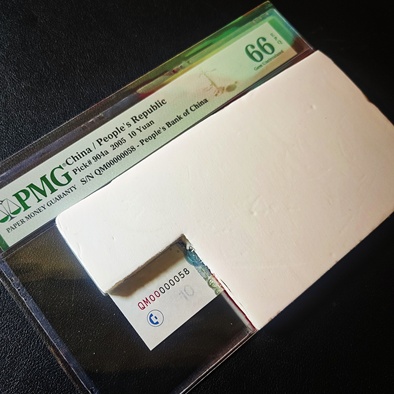 PMG
PAPER MONEY GUARANTY
China / People's Republic
Pick# 904a 2005 10 Yuan
S/N QM00000058 - People's Bank of China
66
QM00000058
10